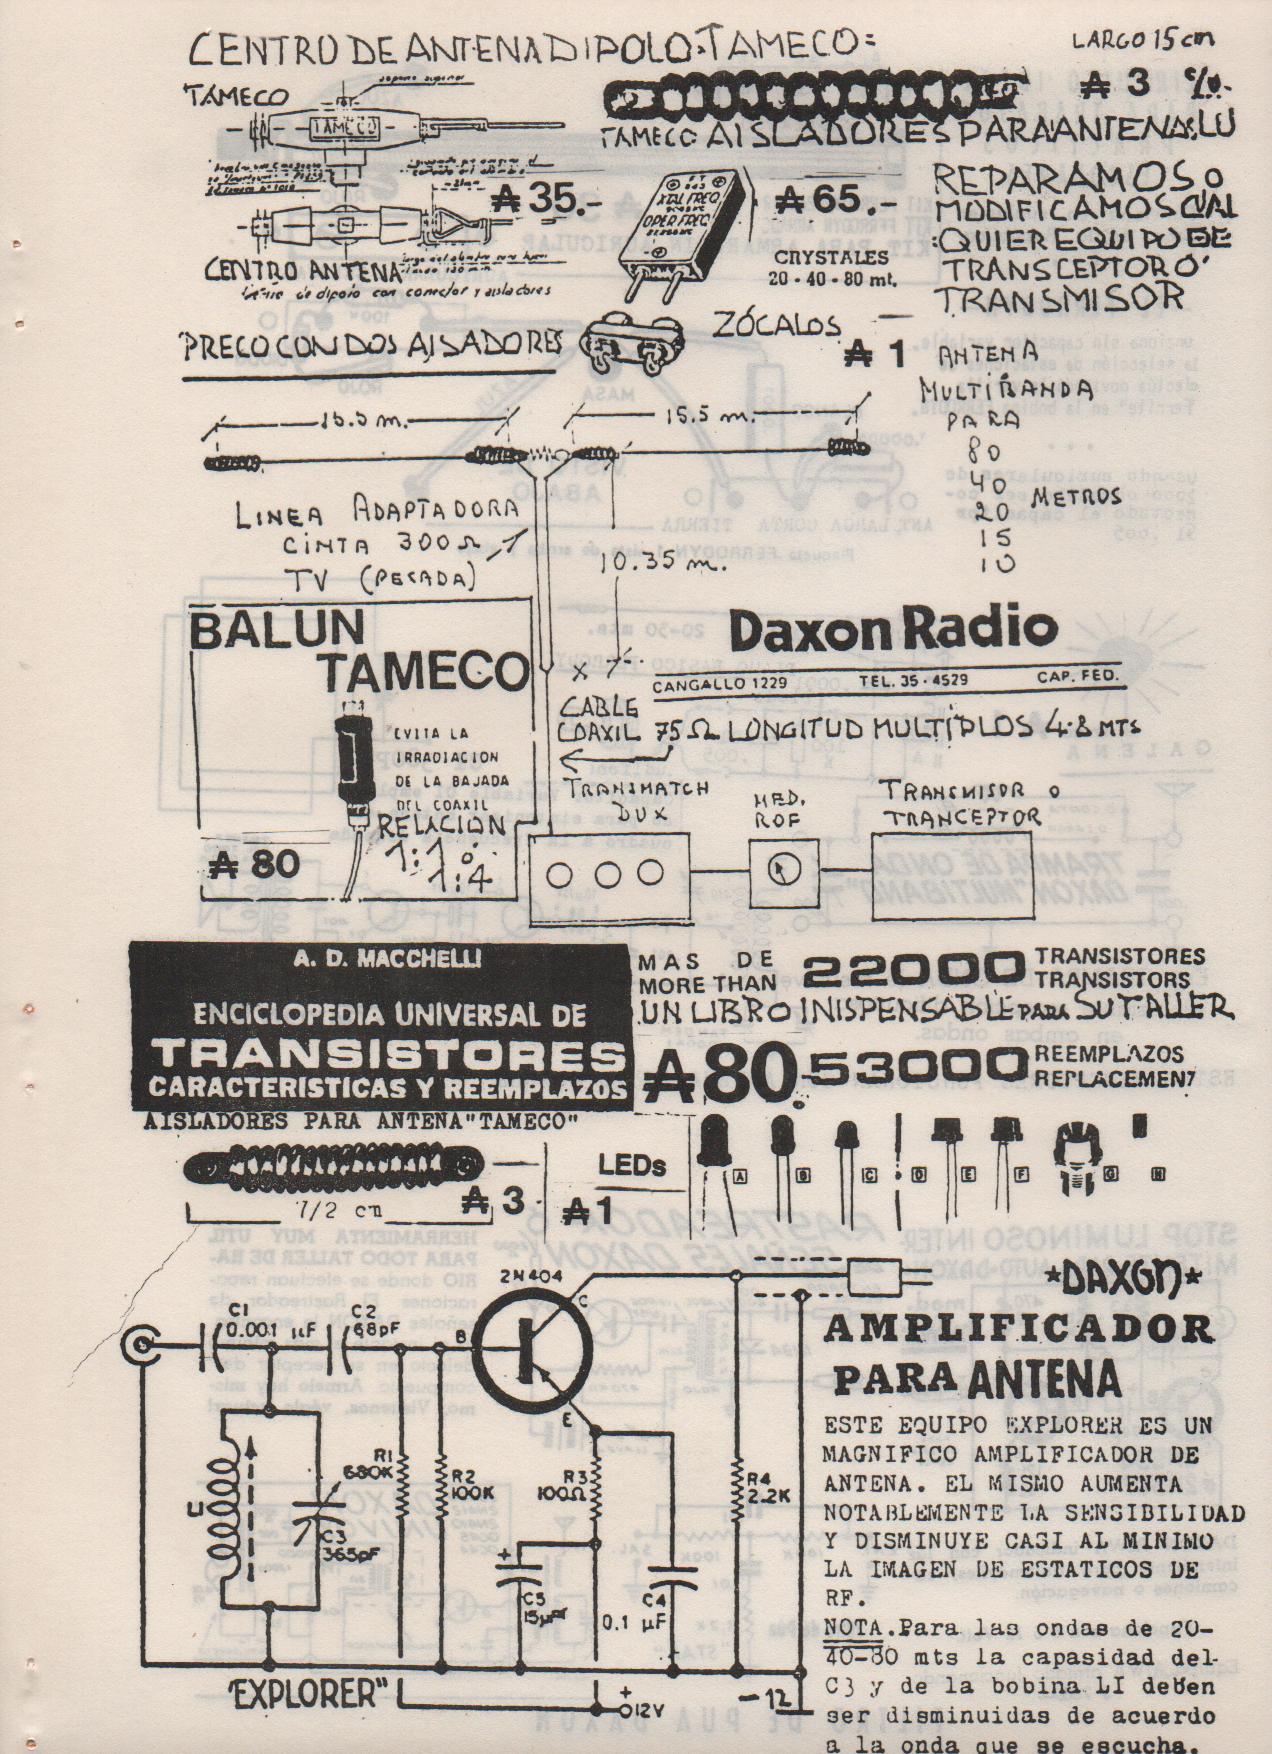 CENTRO DE ANTENA DIPOLO TAMECO:
LARGO 15 cm
TAMECO
TAMECO
₳ 3 c/u.
TAMECO AISLADORES PARA ANTENAS LU
₳ 35.-
CENTRO ANTENA
de dipolo con conector y aisladores
XTAL FREQ
OPER FREQ
₳ 65.-
CRYSTALES
20 - 40 - 80 mt.
REPARAMOS O
MODIFICAMOS CUAL
:QUIER EQUIPO DE
TRANSCEPTOR O'
TRANSMISOR
PRECO CON DOS AISADORES
ZÓCALOS
₳ 1
ANTENA
MULTIBANDA
PARA
80
40
20 METROS
15
10
15.5 m.
15.5 m.
LINEA ADAPTADORA
CINTA 300 Ω
TV (PESADA)
10.35 m.
BALUN
TAMECO
EVITA LA
IRRADIACION
DE LA BAJADA
DEL COAXIL
RELACION
1:1 o
1:4
₳ 80
Daxon Radio
CANGALLO 1229 TEL. 35 - 4529 CAP. FED.
X
CABLE
COAXIL 75 Ω LONGITUD MULTIPLOS 4.8 MTS
TRANSMATCH
DUX
MED.
ROE
TRANSMISOR o
TRANCEPTOR
A. D. MACCHELLI
ENCICLOPEDIA UNIVERSAL DE
TRANSISTORES
CARACTERISTICAS Y REEMPLAZOS
MAS DE
MORE THAN
22000
TRANSISTORES
TRANSISTORS
UN LIBRO INISPENSABLE PARA SU TALLER
₳ 80.-
53000
REEMPLAZOS
REPLACEMENT
AISLADORES PARA ANTENA"TAMECO"
₳ 3
7/2 cm
LEDs
₳ 1
A B C D E F G H
2N404
C
B
E
C1
0.001 µF
C2
68pF
L1
C3
365pF
R1
680K
R2
100K
R3
100Ω
R4
2.2K
C5
15µF
C4
0.1 µF
"EXPLORER"
+
12V
-12
*DAXON*
AMPLIFICADOR
PARA ANTENA
ESTE EQUIPO EXPLORER ES UN
MAGNIFICO AMPLIFICADOR DE
ANTENA. EL MISMO AUMENTA
NOTABLEMENTE LA SENSIBILIDAD
Y DISMINUYE CASI AL MINIMO
LA IMAGEN DE ESTATICOS DE
RF.
NOTA.Para las ondas de 20-
40-80 mts la capasidad del
C3 y de la bobina LI deben
ser disminuidas de acuerdo
a la onda que se escucha.